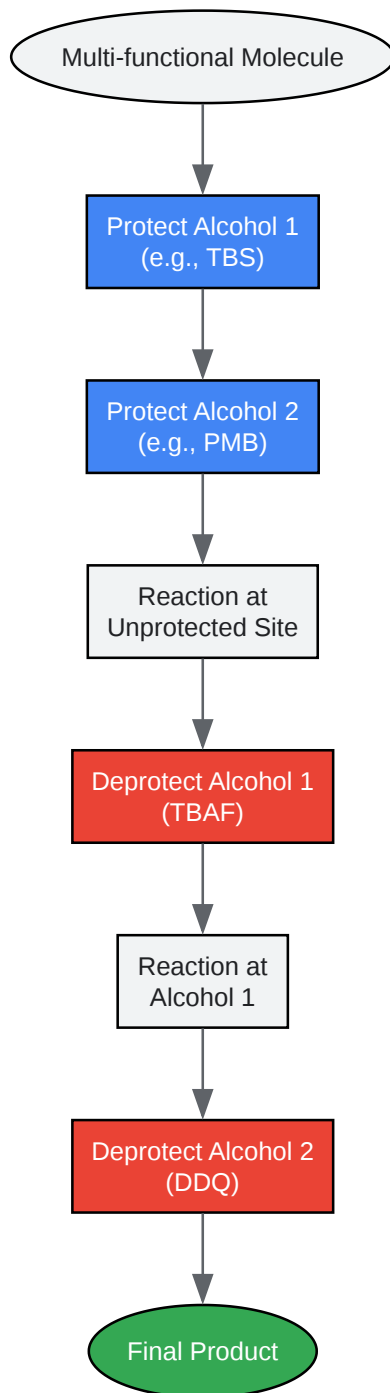 Multi-functional Molecule
Protect Alcohol 1
(e.g., TBS)
Protect Alcohol 2
(e.g., PMB)
Reaction at
Unprotected Site
Deprotect Alcohol 1
(TBAF)
Reaction at
Alcohol 1
Deprotect Alcohol 2
(DDQ)
Final Product